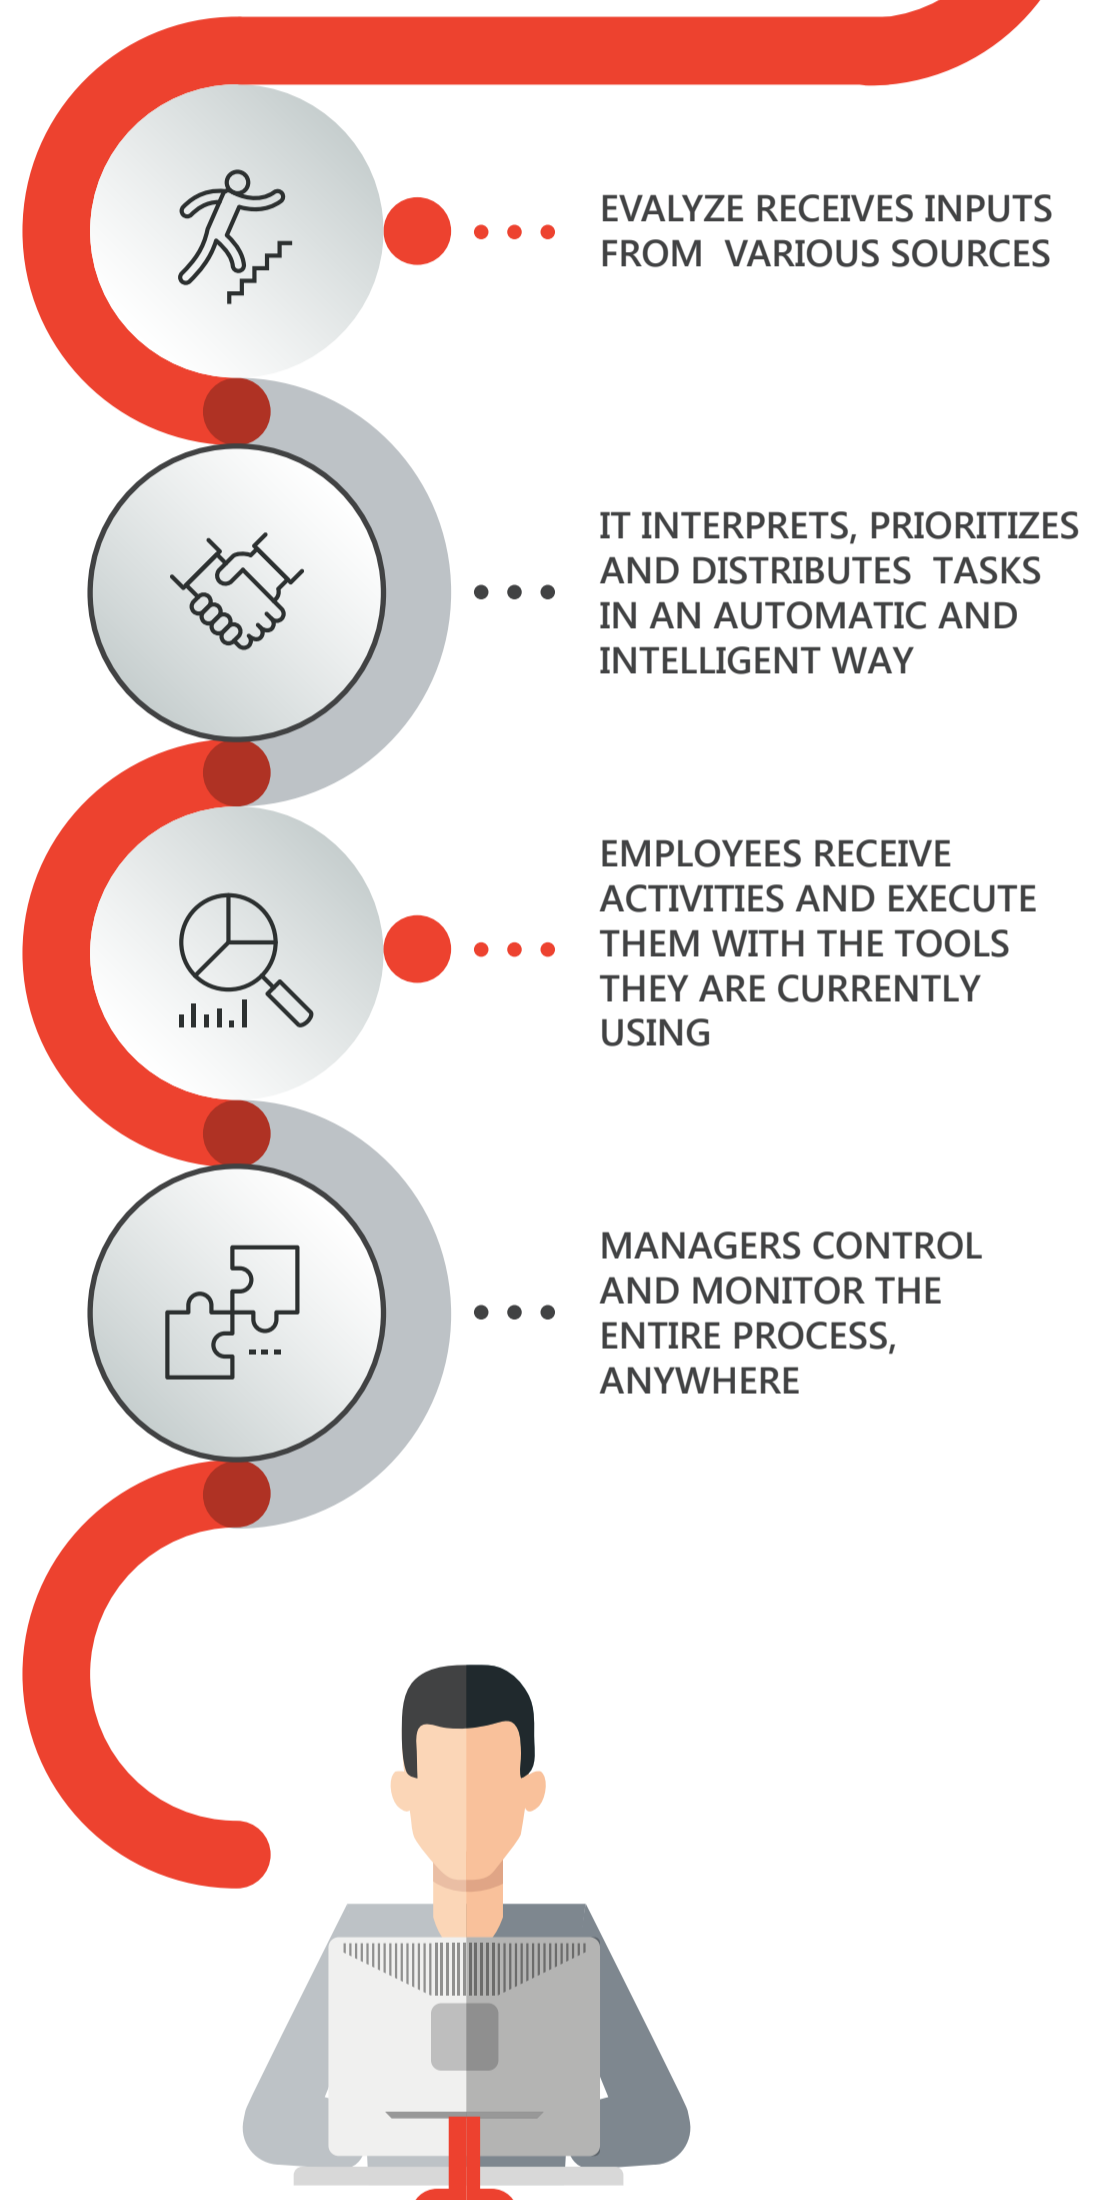 EVALYZE RECEIVES INPUTS
FROM VARIOUS SOURCES
IT INTERPRETS, PRIORITIZES
AND DISTRIBUTES TASKS
IN AN AUTOMATIC AND
INTELLIGENT WAY
EMPLOYEES RECEIVE
ACTIVITIES AND EXECUTE
THEM WITH THE TOOLS
THEY ARE CURRENTLY
USING
MANAGERS CONTROL
AND MONITOR THE
ENTIRE PROCESS,
ANYWHERE